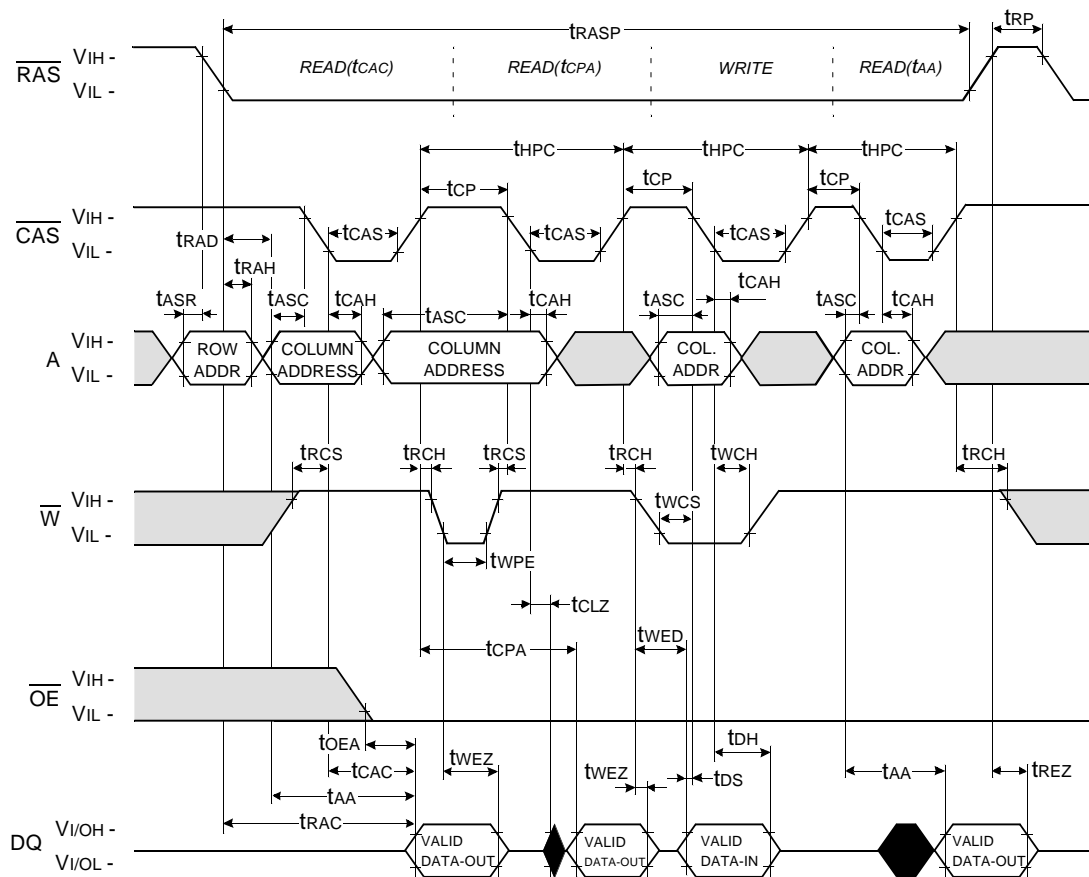 tRASP
tRP
RAS
VIH -
VIL -
READ(tCAC)
READ(tCPA)
WRITE
READ(tAA)
tHPC
tHPC
tHPC
tCP
tCP
tCP
CAS
VIH -
VIL -
tCAS
tCAS
tCAS
tCAS
tRAD
tRAH
tASR
tASC
tCAH
tASC
tCAH
tASC
tCAH
tASC
tCAH
A
VIH -
VIL -
ROW
ADDR
COLUMN
ADDRESS
COLUMN
ADDRESS
COL.
ADDR
COL.
ADDR
tRCS
tRCH
tRCS
tRCH
tWCH
tRCH
W
VIH -
VIL -
tWCS
tWPE
tCLZ
tCPA
tWED
OE
VIH -
VIL -
tOEA
tCAC
tWEZ
tWEZ
tDH
tDS
tAA
tREZ
tAA
tRAC
DQ
VI/OH -
VI/OL -
VALID
DATA-OUT
VALID
DATA-OUT
VALID
DATA-IN
VALID
DATA-OUT